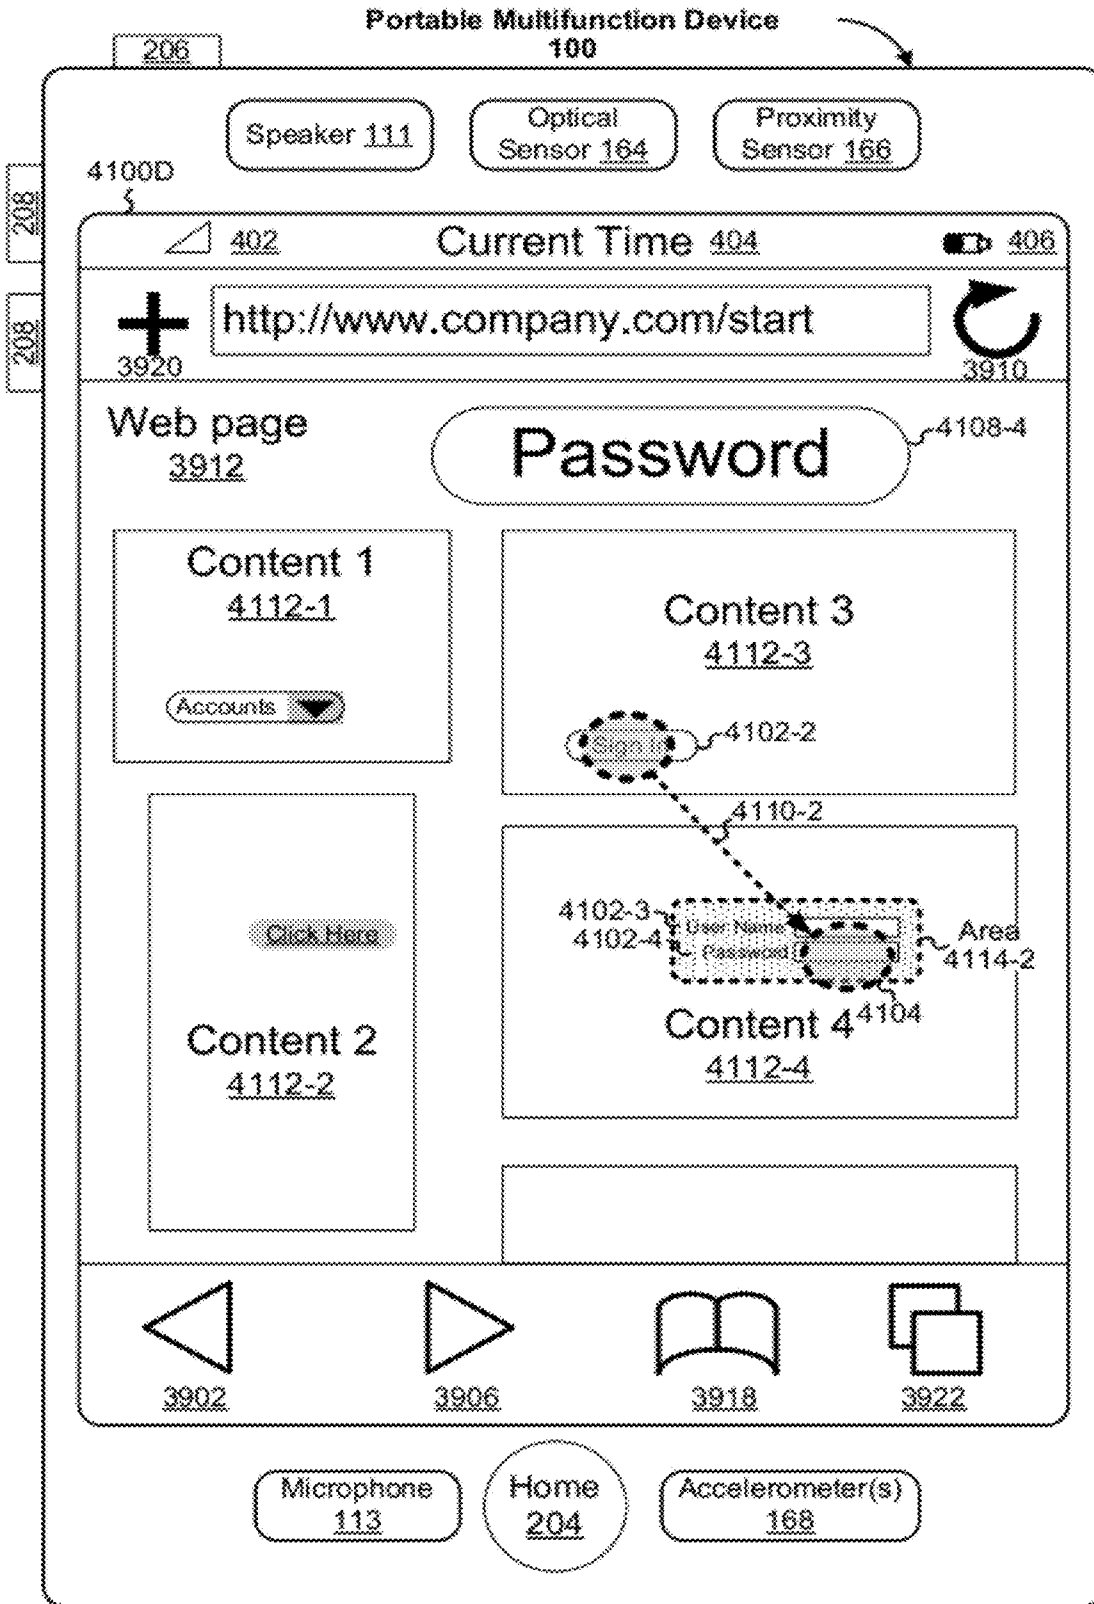 Portable Multifunction Device
100
206
Speaker 111
Optical
Sensor 164
Proximity
Sensor 166
4100D
208
208
402
Current Time 404
406
http://www.company.com/start
3920
3910
Web page
3912
Password
4108-4
Content 1
4112-1
Accounts
Content 3
4112-3
Sign
4102-2
4110-2
Click Here
Content 2
4112-2
4102-3
4102-4
User Name
Password
Area
4114-2
4104
Content 4
4112-4
3902
3906
3918
3922
Microphone
113
Home
204
Accelerometer(s)
168